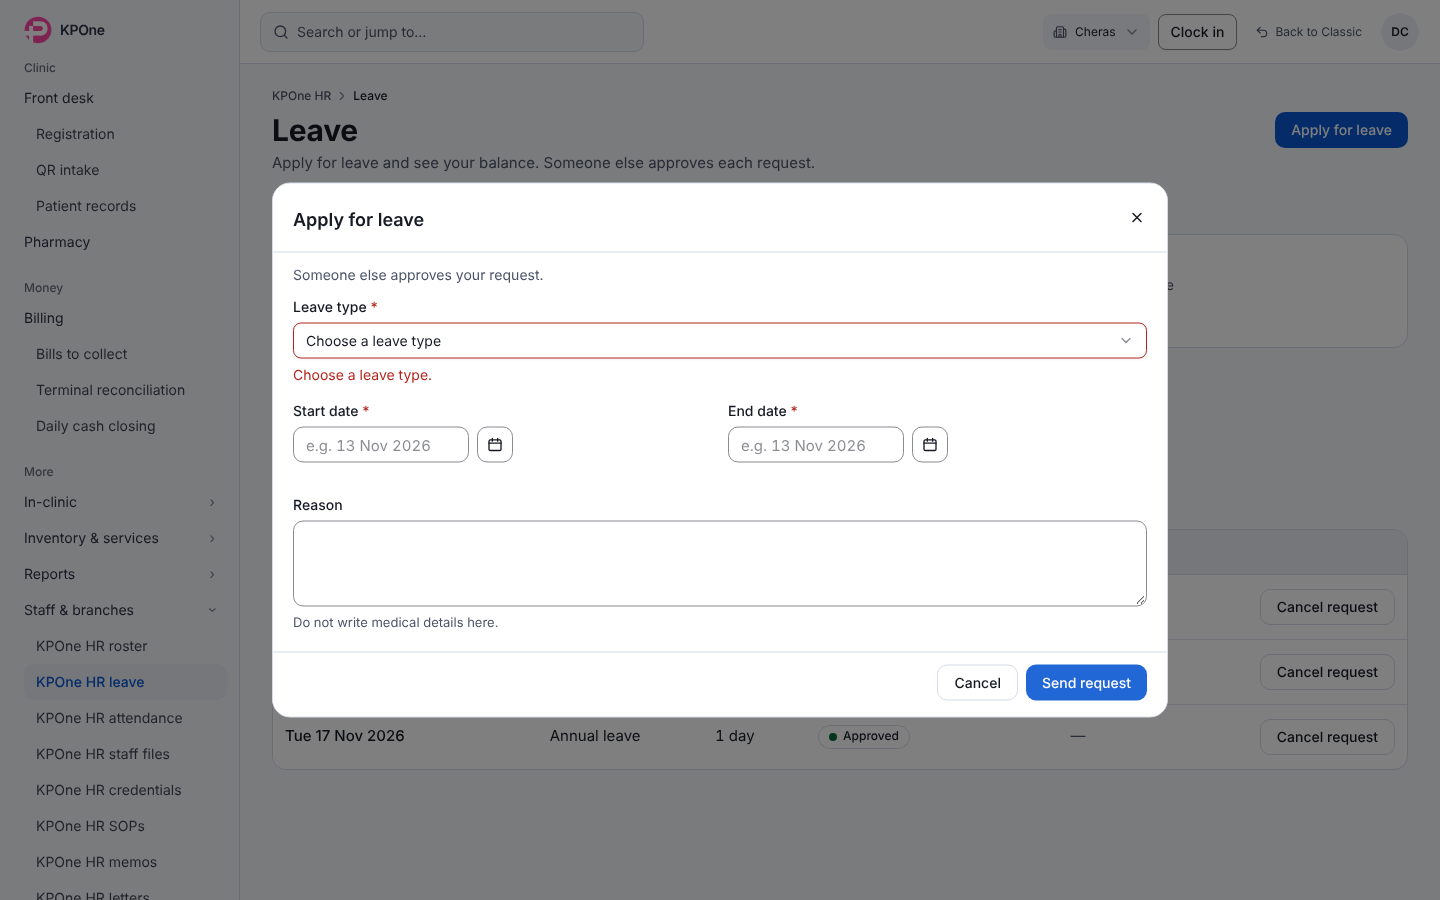 KPOne
Search or jump to...
Cheras
Clock in
Back to Classic
DC
Clinic
Front desk
Registration
QR intake
Patient records
Pharmacy
Money
Billing
Bills to collect
Terminal reconciliation
Daily cash closing
More
In-clinic
Inventory & services
Reports
Staff & branches
KPOne HR roster
KPOne HR leave
KPOne HR attendance
KPOne HR staff files
KPOne HR credentials
KPOne HR SOPs
KPOne HR memos
KPOne HR letters
KPOne HR > Leave
Leave
Apply for leave
Apply for leave and see your balance. Someone else approves each request.
Apply for leave
Someone else approves your request.
Leave type *
Choose a leave type
Choose a leave type.
Start date *
End date *
e.g. 13 Nov 2026
e.g. 13 Nov 2026
Reason
Do not write medical details here.
Cancel
Send request
Cancel request
Cancel request
Tue 17 Nov 2026
Annual leave
1 day
Approved
—
Cancel request